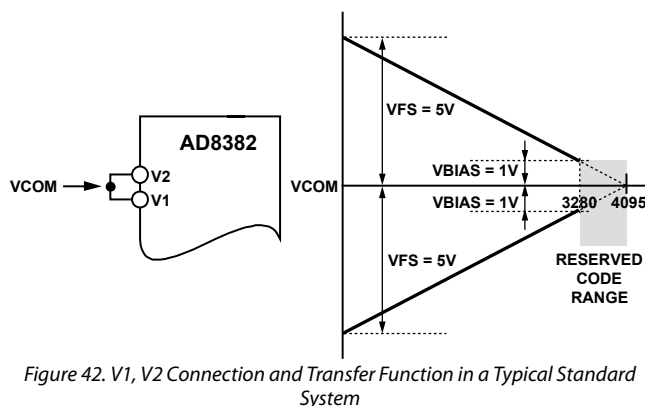 AD8382
V2
V1
VCOM
VFS = 5V
VBIAS = 1V
VCOM
VBIAS = 1V
3280 4095
VFS = 5V
RESERVED
CODE
RANGE
Figure 42. V1, V2 Connection and Transfer Function in a Typical Standard
System